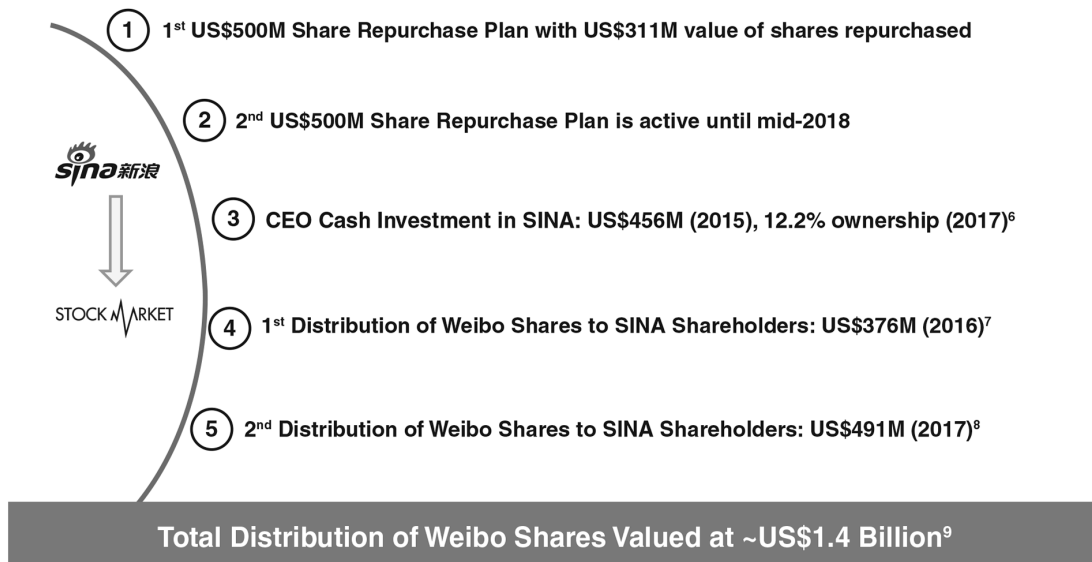 1 1st US$500M Share Repurchase Plan with US$311M value of shares repurchased
2 2nd US$500M Share Repurchase Plan is active until mid-2018
sina新浪
3 CEO Cash Investment in SINA: US$456M (2015), 12.2% ownership (2017)6
STOCK MARKET
4 1st Distribution of Weibo Shares to SINA Shareholders: US$376M (2016)7
5 2nd Distribution of Weibo Shares to SINA Shareholders: US$491M (2017)8
Total Distribution of Weibo Shares Valued at ~US$1.4 Billion9